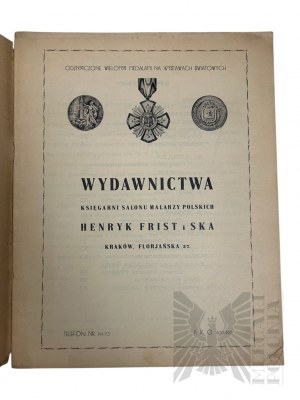 ODZNACZONE WIELOMA MEDALAMI NA WYSTAWACH ŚWIATOWYCH
WYDAWNICTWA
KSIĘGARNI SALONU MALARZY POLSKICH
HENRYK FRIST i SKA
KRAKÓW, FLORJAŃSKA 37.
TELEFON NR.
P. K. O.